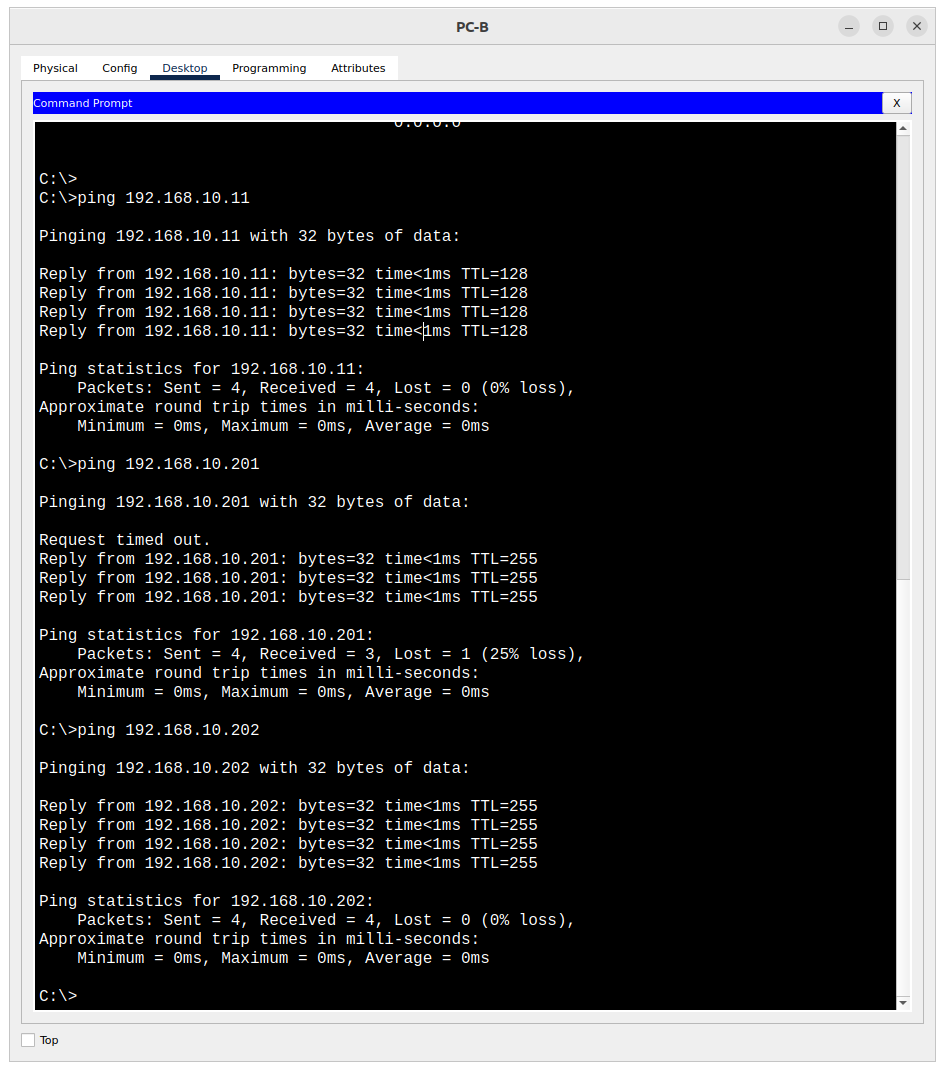 PC-B
Physical Config Desktop Programming Attributes
Command Prompt
X
0.0.0.0
C:\>
C:\>ping 192.168.10.11
Pinging 192.168.10.11 with 32 bytes of data:
Reply from 192.168.10.11: bytes=32 time<1ms TTL=128
Reply from 192.168.10.11: bytes=32 time<1ms TTL=128
Reply from 192.168.10.11: bytes=32 time<1ms TTL=128
Reply from 192.168.10.11: bytes=32 time<1ms TTL=128
Ping statistics for 192.168.10.11:
Packets: Sent = 4, Received = 4, Lost = 0 (0% loss),
Approximate round trip times in milli-seconds:
Minimum = 0ms, Maximum = 0ms, Average = 0ms
C:\>ping 192.168.10.201
Pinging 192.168.10.201 with 32 bytes of data:
Request timed out.
Reply from 192.168.10.201: bytes=32 time<1ms TTL=255
Reply from 192.168.10.201: bytes=32 time<1ms TTL=255
Reply from 192.168.10.201: bytes=32 time<1ms TTL=255
Ping statistics for 192.168.10.201:
Packets: Sent = 4, Received = 3, Lost = 1 (25% loss),
Approximate round trip times in milli-seconds:
Minimum = 0ms, Maximum = 0ms, Average = 0ms
C:\>ping 192.168.10.202
Pinging 192.168.10.202 with 32 bytes of data:
Reply from 192.168.10.202: bytes=32 time<1ms TTL=255
Reply from 192.168.10.202: bytes=32 time<1ms TTL=255
Reply from 192.168.10.202: bytes=32 time<1ms TTL=255
Reply from 192.168.10.202: bytes=32 time<1ms TTL=255
Ping statistics for 192.168.10.202:
Packets: Sent = 4, Received = 4, Lost = 0 (0% loss),
Approximate round trip times in milli-seconds:
Minimum = 0ms, Maximum = 0ms, Average = 0ms
C:\>
Top